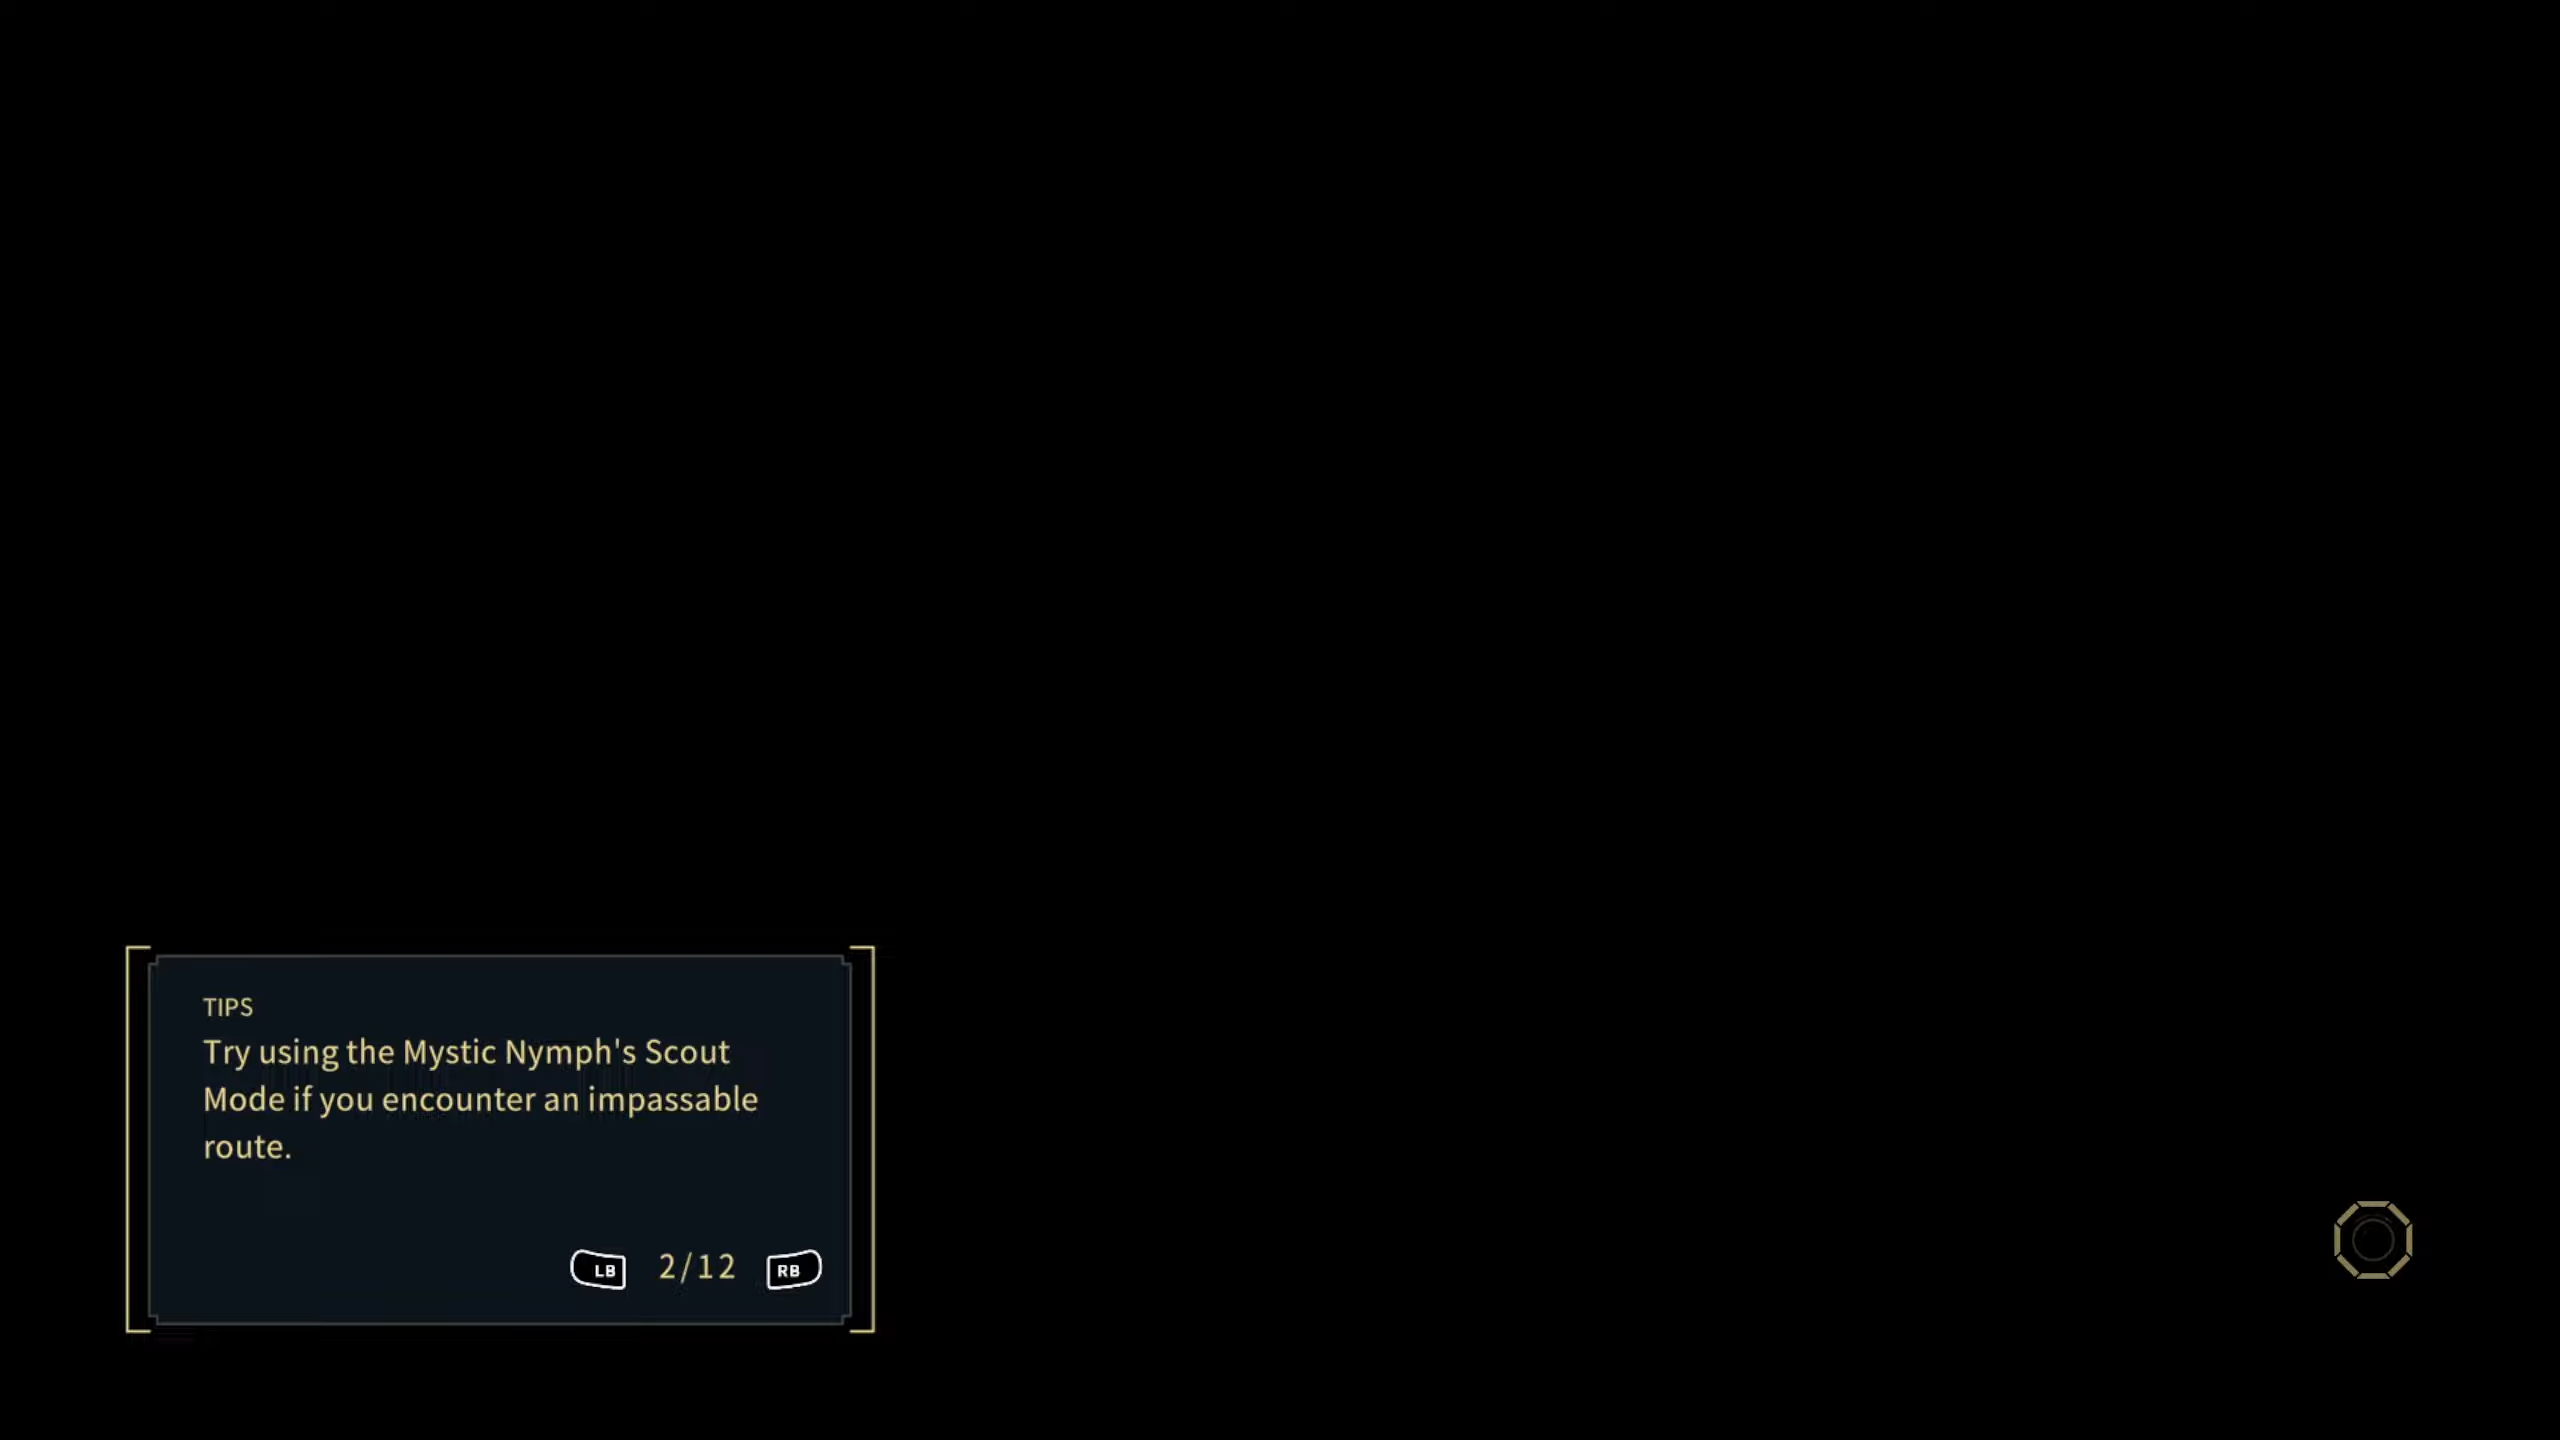 TIPS
Try using the Mystic Nymph's Scout
Mode if you encounter an impassable
route.
LB 2/12 RB